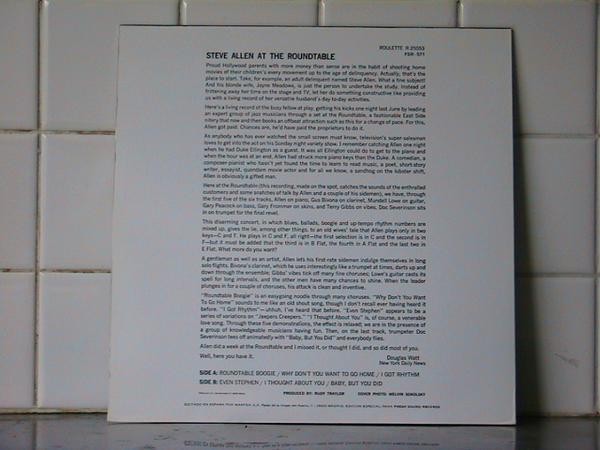 ROULETTE R 25053
FSR 571
STEVE ALLEN AT THE ROUNDTABLE
Proud Hollywood parents with more money than sense are in the habit of shooting home
movies of their children's every movement up to the age of delinquency. Actually, that's the
place to start. Take, for example, an adult delinquent named Steve Allen. What a fine subject!
And his blonde wife, Jayne Meadows, is just the person to undertake the study. Instead of
frittering away her time on the stage and TV, let her do something constructive like providing
us with a living record of her versatile husband's day to-day activities.
Here's a living record of the busy fellow at play: getting his kicks one night last June by leading
an expert group of jazz musicians through a set at the Roundtable, a fashionable East Side
nitery that now and then books an offbeat attraction such as this for a change of pace. For this,
Allen got paid. Chances are, he'd have paid the proprietors to do it.
As anybody who has ever watched the small screen must know, television's super-salesman
loves to get into the act on his Sunday night variety show. I remember catching Allen one night
when he had Duke Ellington as a guest. It was all Ellington could do to get to the piano and
when the hour was at an end, Allen had struck more piano keys than the Duke. A comedian, a
composer-pianist who hasn't yet found the time to learn to read music, a poet, short-story
writer, essayist, quondam movie actor and for all we know, a sandhog on the lobster shift,
Allen is obviously a gifted man.
Here at the Roundtable (this recording, made on the spot, catches the sounds of the enthralled
customers and some snatches of talk by Allen and a couple of his sidemen), we have, through
the first five of the six tracks, Allen on piano, Gus Bivona on clarinet, Mundell Lowe on guitar,
Gary Peacock on bass, Gary Frommer on skins, and Terry Gibbs on vibes. Doc Severinson sits
in on trumpet for the final revel.
This disarming concert, in which blues, ballads, boogie and up-tempo rhythm numbers are
mixed up, gives the lie, among other things, to an old wives' tale that Allen plays only in two
keys—C and F. He plays in C and F, all right—the first selection is in C and the second is in
F—but it must be added that the third is in B Flat, the fourth in A Flat and the last two in
E Flat. What more do you want?
A gentleman as well as an artist, Allen lets his first-rate sidemen indulge themselves in long
solo flights. Bivona's clarinet, which he uses interestingly like a trumpet at times, darts up and
down through the ensemble; Gibbs' vibes tick off many fine choruses; Lowe's guitar casts its
spell for long intervals, and the other men have many chances to shine. When the leader
plunges in for a couple of choruses, his attack is clean and inventive.
"Roundtable Boogie" is an easygoing noodle through many choruses. "Why Don't You Want
To Go Home" sounds to me like an old shout song, though I don't recall ever having heard it
before. "I Got Rhythm"—uhhuh, I've heard that before. "Even Stephen" appears to be a
series of variations on "Jeepers Creepers." "I Thought About You" is, of course, a venerable
love song. Through these five demonstrations, the effect is relaxed; we are in the presence of
a group of knowledgeable musicians having fun. Then, on the last track, trumpeter Doc
Severinson tees off animatedly with "Baby, But You Did" and everybody flies.
Allen did a week at the Roundtable and I missed it, or thought I did, and so did most of you.
Well, here you have it.
Douglas Watt
New York Daily News
SIDE A: ROUNDTABLE BOOGIE / WHY DON'T YOU WANT TO GO HOME / I GOT RHYTHM
SIDE B: EVEN STEPHEN / I THOUGHT ABOUT YOU / BABY, BUT YOU DID
PRODUCED BY: RUDY TRAYLOR COVER PHOTO: MELVIN SOKOLSKY